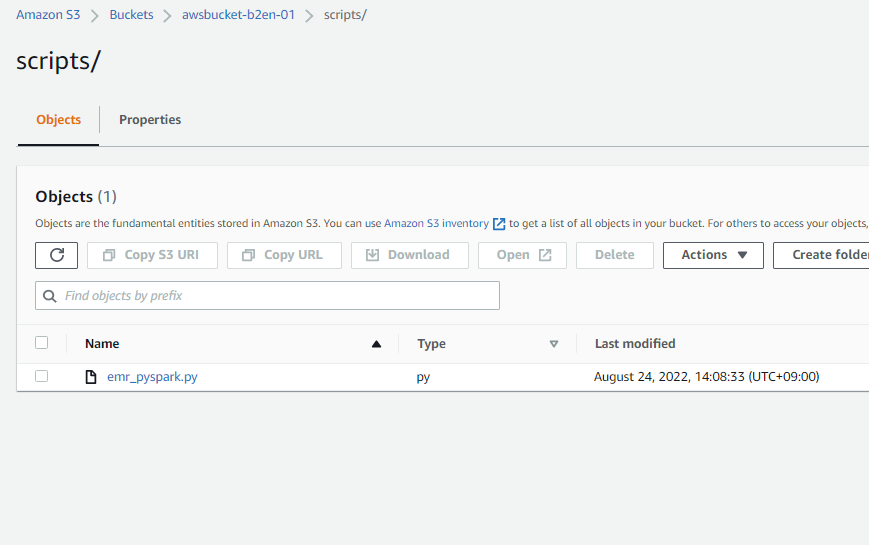 Amazon S3 > Buckets > awsbucket-b2en-01 > scripts/
scripts/
Objects Properties
Objects (1)
Objects are the fundamental entities stored in Amazon S3. You can use Amazon S3 inventory to get a list of all objects in your bucket. For others to access your objects,
Copy S3 URI Copy URL Download Open Delete Actions Create folder
Find objects by prefix
Name Type Last modified
emr_pyspark.py py August 24, 2022, 14:08:33 (UTC+09:00)